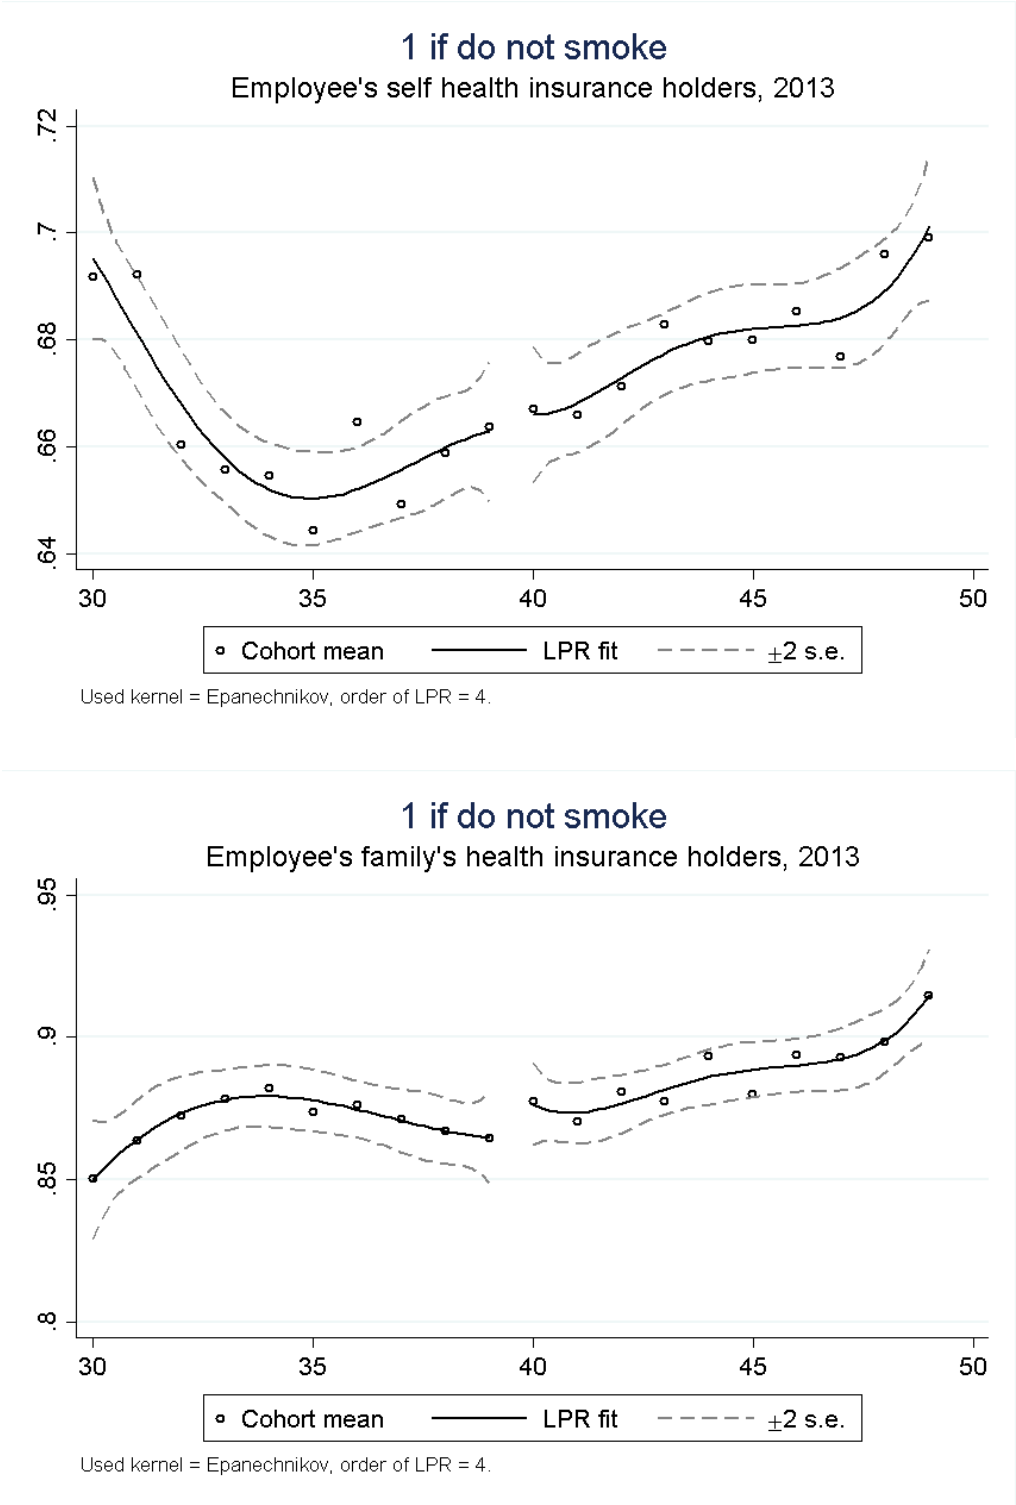 1 if do not smoke
Employee's self health insurance holders, 2013
.72
.7
.68
.66
.64
30 35 40 45 50
Cohort mean LPR fit ±2 s.e.
Used kernel = Epanechnikov, order of LPR = 4.
1 if do not smoke
Employee's family's health insurance holders, 2013
.95
.9
.85
.8
30 35 40 45 50
Cohort mean LPR fit ±2 s.e.
Used kernel = Epanechnikov, order of LPR = 4.